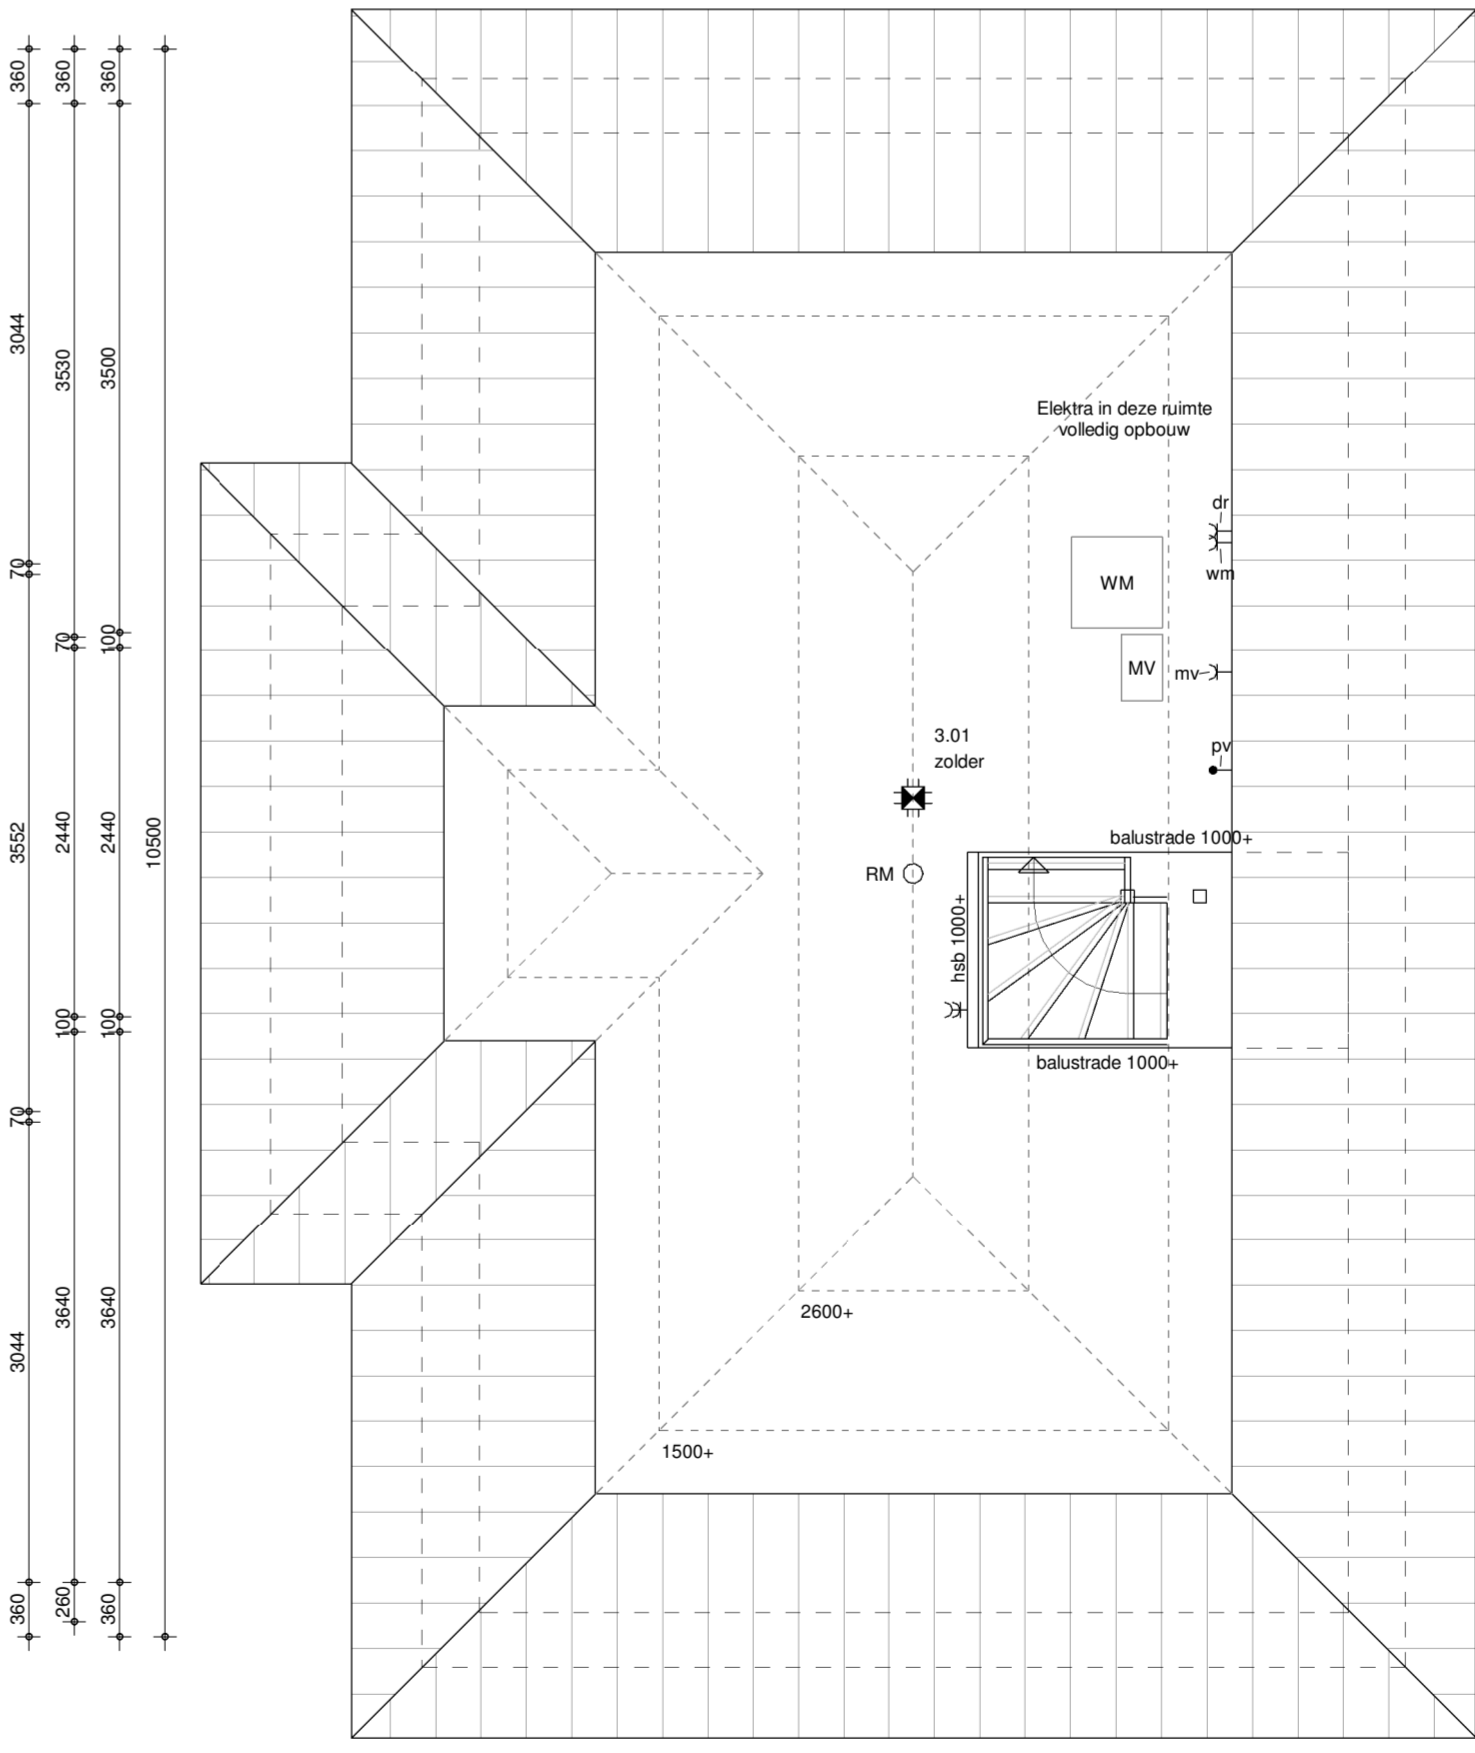 360
3044
70
3552
70
3044
360
360
3530
70
2440
100
3640
260
360
3500
100
2440
100
3640
360
10500
Elektra in deze ruimte
volledig opbouw
dr
WM
wm
MV
mv
3.01
zolder
pv
balustrade 1000+
RM
hsb 1000+
balustrade 1000+
2600+
1500+